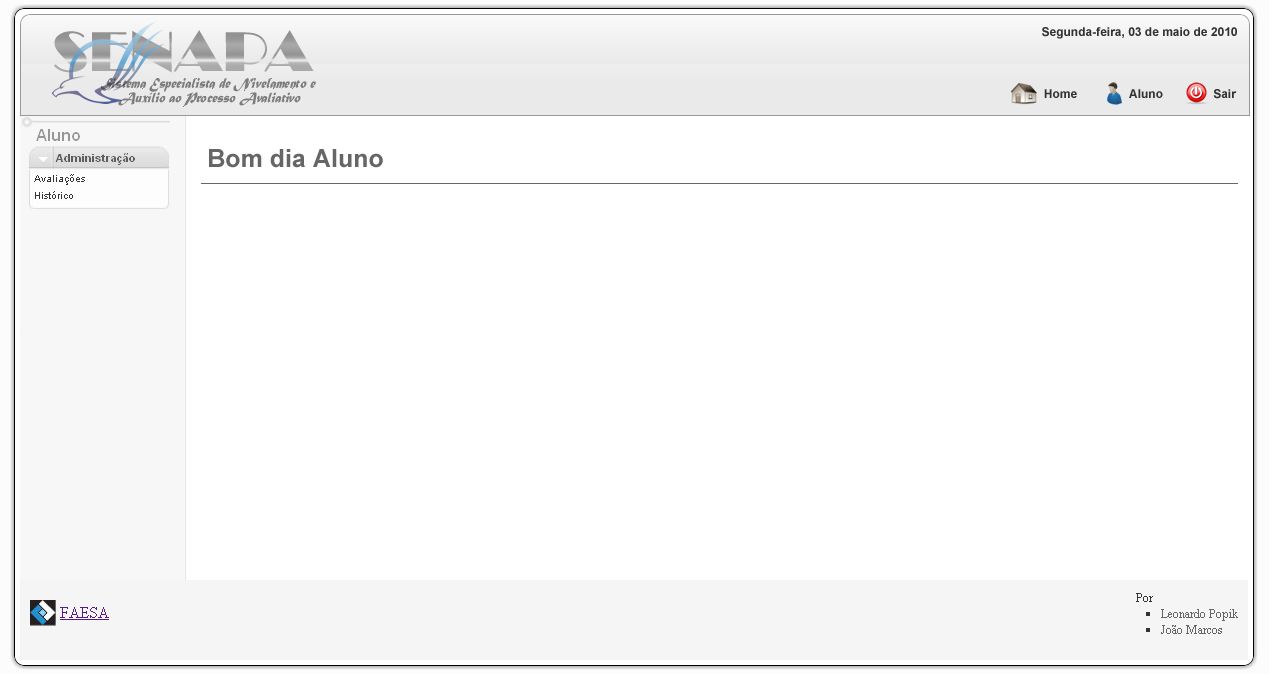 SENAPA
Sistema Especialista de Nivelamento e
Auxílio ao Processo Avaliativo
Segunda-feira, 03 de maio de 2010
Home
Aluno
Sair
Aluno
Administração
Avaliações
Histórico
Bom dia Aluno
FAESA
Por
Leonardo Popik
João Marcos